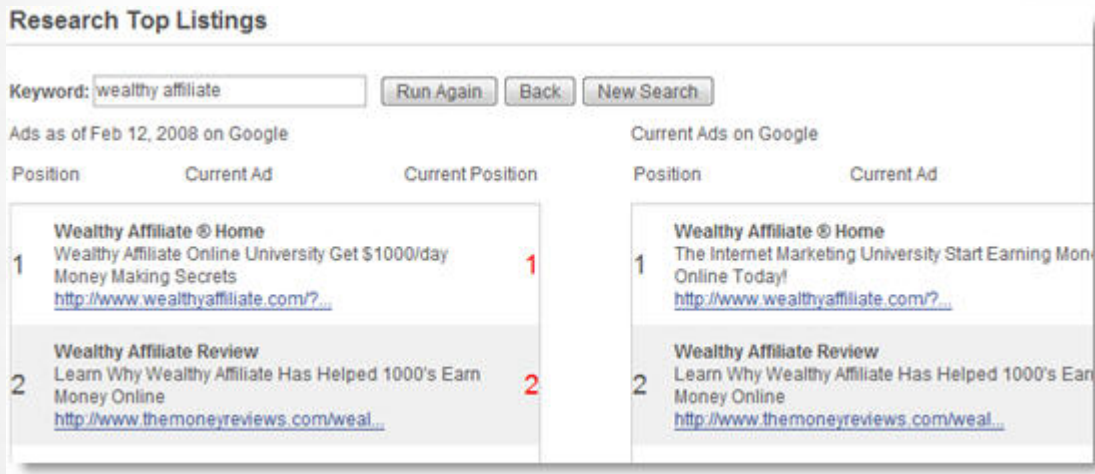 Research Top Listings
Keyword: wealthy affiliate Run Again Back New Search
Ads as of Feb 12, 2008 on Google
Position Current Ad Current Position
1
Wealthy Affiliate ® Home
Wealthy Affiliate Online University Get $1000/day
Money Making Secrets
http://www.wealthyaffiliate.com/?...
1
2
Wealthy Affiliate Review
Learn Why Wealthy Affiliate Has Helped 1000's Earn
Money Online
http://www.themoneyreviews.com/weal...
2
Current Ads on Google
Position Current Ad
1
Wealthy Affiliate ® Home
The Internet Marketing University Start Earning
Online Today!
http://www.wealthyaffiliate.com/?...
2
Wealthy Affiliate Review
Learn Why Wealthy Affiliate Has Helped 1000's
Money Online
http://www.themoneyreviews.com/weal...